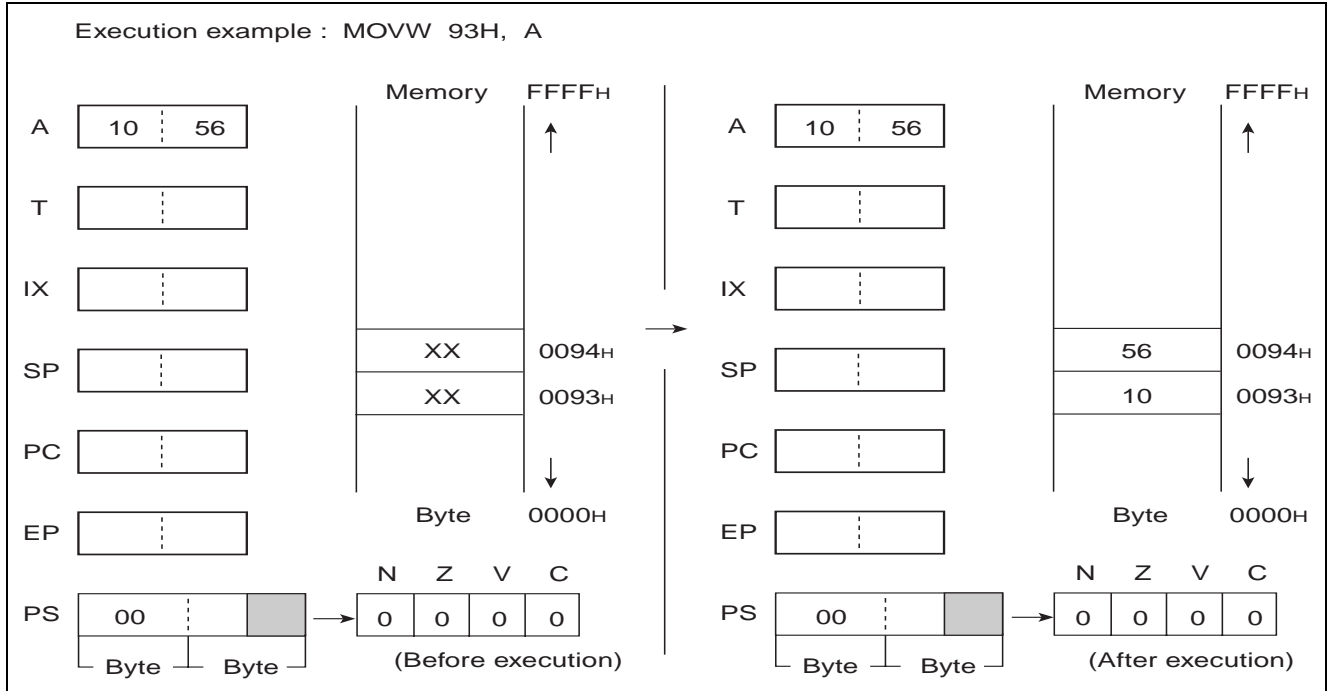 Execution example : MOVW 93H, A
Memory FFFFH
A 10 56
T
IX
XX 0094H
SP
XX 0093H
PC
Byte 0000H
EP
N Z V C
PS 00 0 0 0 0
Byte Byte (Before execution)
Memory FFFFH
A 10 56
T
IX
56 0094H
SP
10 0093H
PC
Byte 0000H
EP
N Z V C
PS 00 0 0 0 0
Byte Byte (After execution)